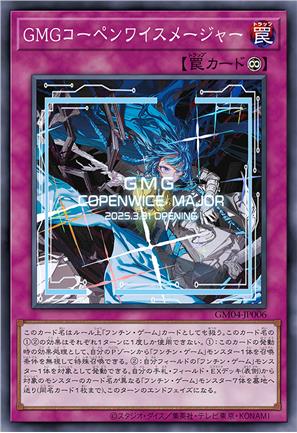 GMGコーペンワイスメージャー
罠
トラップ
【罠カード】
GMG
COPENWICE MAJOR
2025.3.31 OPENING
GM04-JP006
このカード名はルール上「フンチン・ゲーム」カードとしても扱う。このカード名の
①②の効果はそれぞれ1ターンに1度しか使用できない。①：このカードの発動
時の効果処理として、自分のPゾーンから「フンチン・ゲーム」モンスター1体を召喚
条件を無視して特殊召喚できる。②：自分フィールドの「フンチン・ゲーム」モンス
ター1体を対象として発動できる。自分の手札・フィールド・EXデッキ（表側）から
対象のモンスターのカード名が異なる「フンチン・ゲーム」モンスター7体を墓地へ
送り（同名カード1枚まで）、このターンのエンドフェイズになる。
©スタジオ・ダイス／集英社・テレビ東京・KONAMI